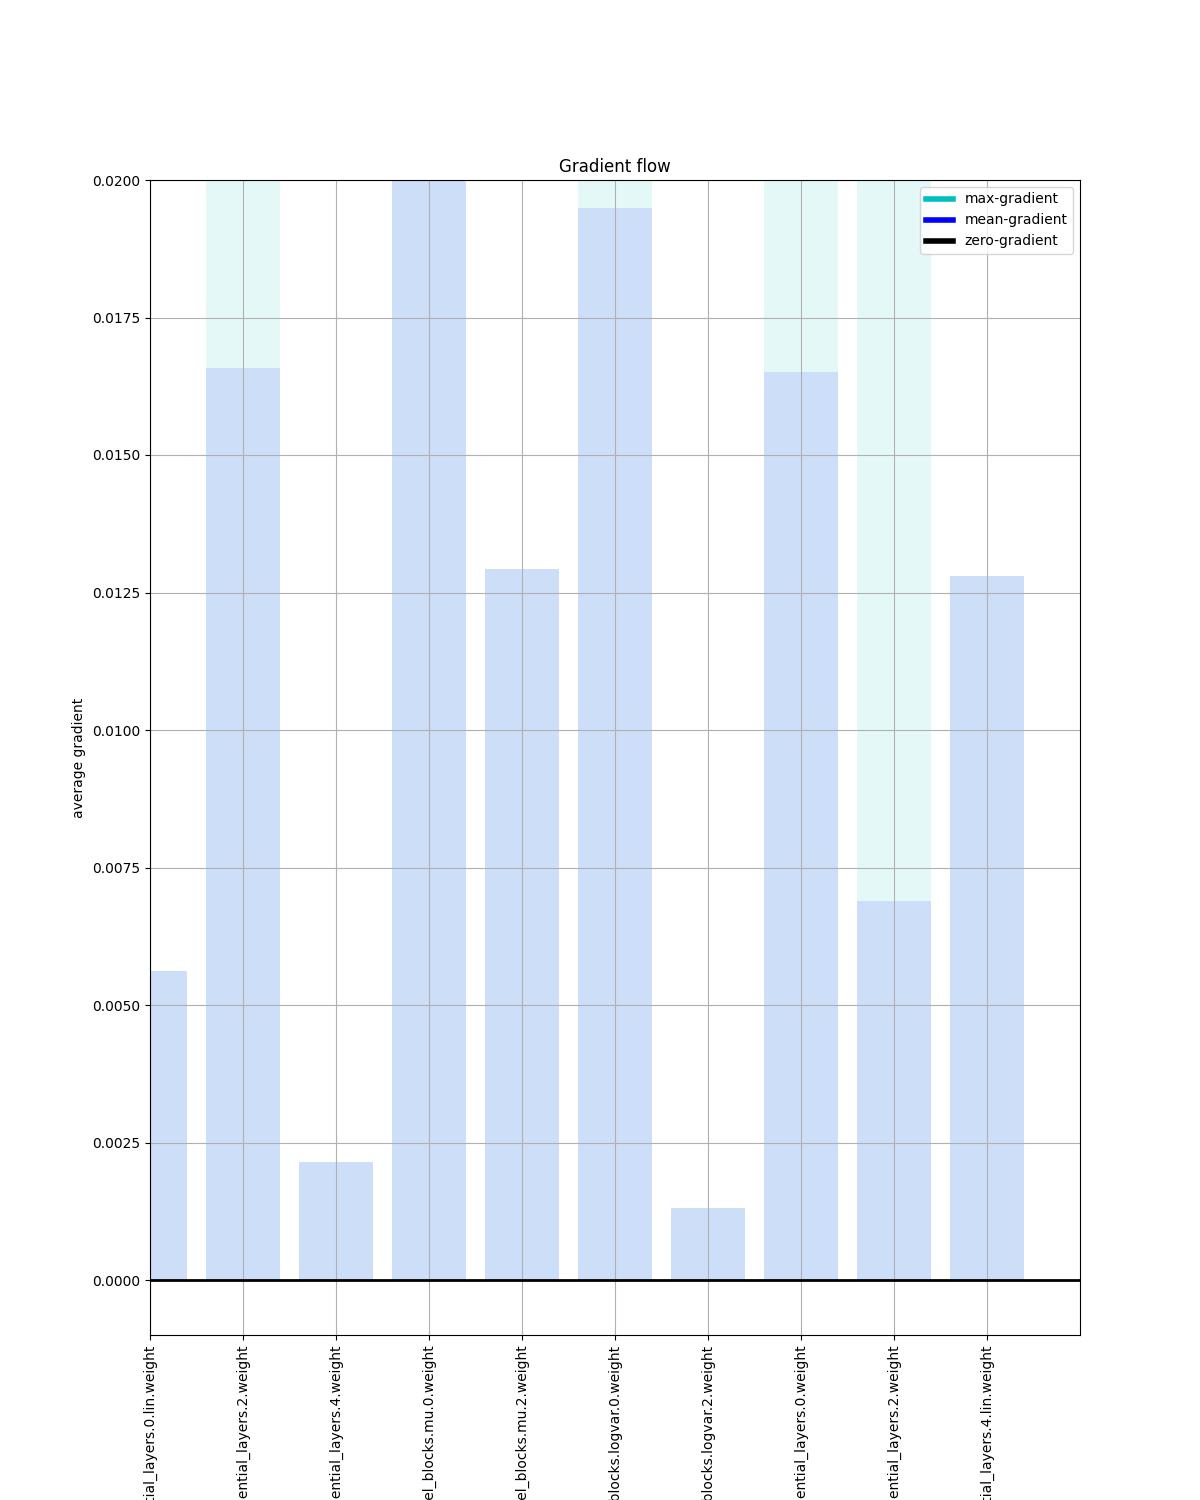 Gradient flow
max-gradient
mean-gradient
zero-gradient
average gradient
0.0200
0.0175
0.0150
0.0125
0.0100
0.0075
0.0050
0.0025
0.0000
tial_layers.0.lin.weight
ential_layers.2.weight
ential_layers.4.weight
el_blocks.mu.0.weight
el_blocks.mu.2.weight
blocks.logvar.0.weight
blocks.logvar.2.weight
ential_layers.0.weight
ential_layers.2.weight
tial_layers.4.lin.weight